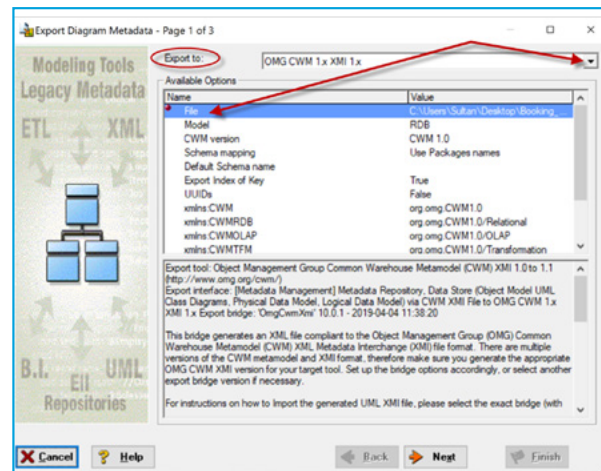 Export Diagram Metadata - Page 1 of 3
Modeling Tools
Legacy Metadata
ETL XML
B.I. EII UML
Repositories
Export to: OMG CWM 1.x XMI 1.x
Available Options
Name Value
File C:\Users\Sultan\Desktop\Booking_...
Model RDB
CWM version CWM 1.0
Schema mapping Use Packages names
Default Schema name
Export Index of Key True
UUIDs False
xmlns:CWM org.omg.CWM1.0
xmlns:CWMRDB org.omg.CWM1.0/Relational
xmlns:CWMOLAP org.omg.CWM1.0/OLAP
xmlns:CWMTFM org.omg.CWM1.0/Transformation
Export tool: Object Management Group Common Warehouse Metamodel (CWM) XMI 1.0 to 1.1
(http://www.omg.org/cwm/)
Export interface: [Metadata Management] Metadata Repository, Data Store (Object Model UML
Class Diagrams, Physical Data Model, Logical Data Model) via CWM XMI File to OMG CWM 1.x
XMI 1.x Export bridge: 'OmgCwmXmi' 10.0.1 - 2019-04-04 11:38:20
This bridge generates an XML file compliant to the Object Management Group (OMG) Common
Warehouse Metamodel (CWM) XML Metadata Interchange (XMI) file format. There are multiple
versions of the CWM metamodel and XMI format, therefore make sure you generate the appropriate
OMG CWM XMI version for your target tool. Set up the bridge options accordingly, or select another
export bridge version if necessary.
For instructions on how to Import the generated UML XMI file, please select the exact bridge (with
Cancel Help Back Next Finish